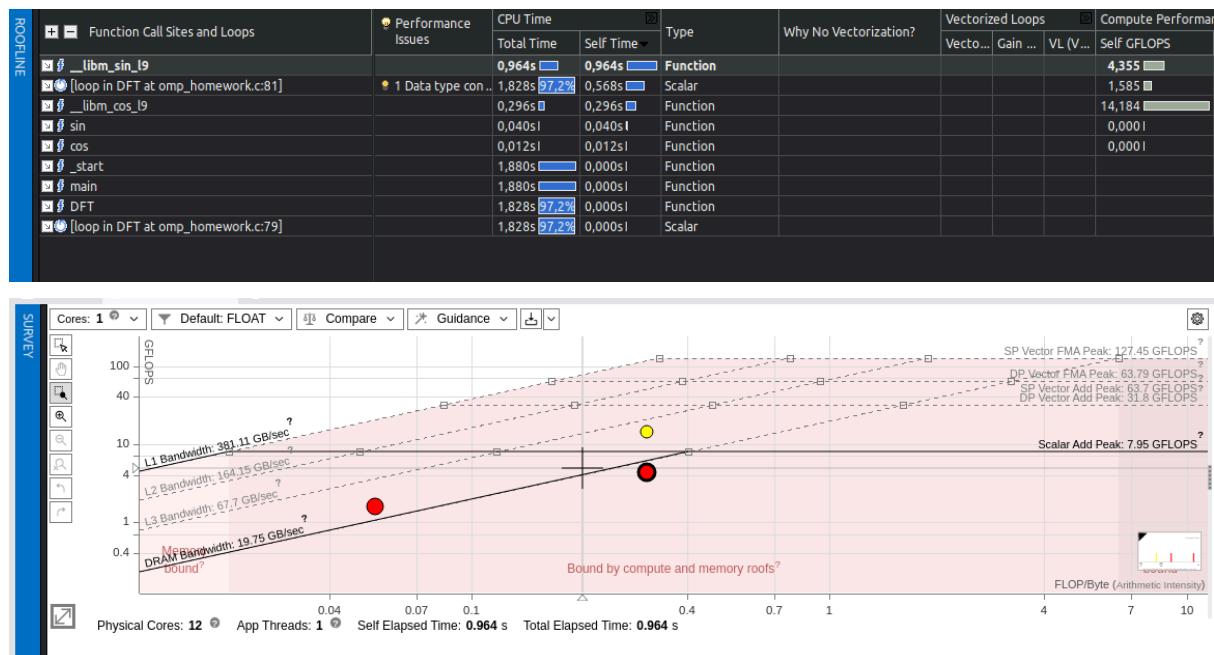 ROOFLINE
Function Call Sites and Loops
Performance Issues
CPU Time
Total Time
Self Time
Type
Why No Vectorization?
Vectorized Loops
Vecto...
Gain ...
VL (V...
Compute Performan
Self GFLOPS
__libm_sin_l9 0,964s 0,964s Function 4,355
[loop in DFT at omp_homework.c:81] 1 Data type con .. 1,828s 97,2% 0,568s Scalar 1,585
__libm_cos_l9 0,296s 0,296s Function 14,184
sin 0,040s 0,040s Function 0,000
cos 0,012s 0,012s Function 0,000
_start 1,880s 0,000s Function
main 1,880s 0,000s Function
DFT 1,828s 97,2% 0,000s Function
[loop in DFT at omp_homework.c:79] 1,828s 97,2% 0,000s Scalar
SURVEY
Cores: 1 Default: FLOAT Compare Guidance
GFLOPS
100
40
10
4
1
0.4
SP Vector FMA Peak: 127.45 GFLOPS?
DP Vector FMA Peak: 63.79 GFLOPS?
SP Vector Add Peak: 63.7 GFLOPS?
DP Vector Add Peak: 31.8 GFLOPS
Scalar Add Peak: 7.95 GFLOPS?
L1 Bandwidth: 381.11 GB/sec?
L2 Bandwidth: 164.15 GB/sec?
L3 Bandwidth: 67.7 GB/sec?
DRAM Bandwidth: 19.75 GB/sec?
Memory
bound?
Bound by compute and memory roofs?
bound
FLOP/Byte (Arithmetic Intensity)
0.04 0.07 0.1 0.4 0.7 1 4 7 10
Physical Cores: 12 App Threads: 1 Self Elapsed Time: 0.964 s Total Elapsed Time: 0.964 s